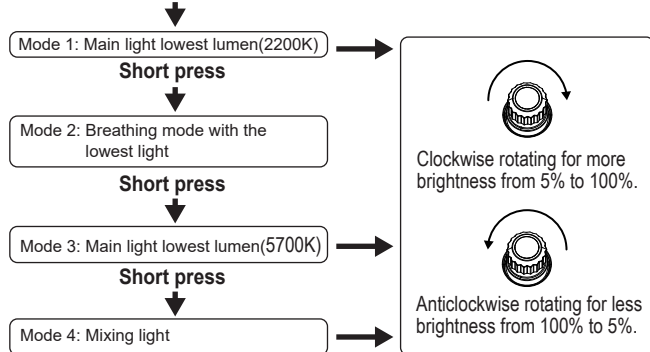 Mode 1: Main light lowest lumen(2200K)
Short press
Mode 2: Breathing mode with the
lowest light
Short press
Mode 3: Main light lowest lumen(5700K)
Short press
Mode 4: Mixing light
Clockwise rotating for more
brightness from 5% to 100%.
Anticlockwise rotating for less
brightness from 100% to 5%.